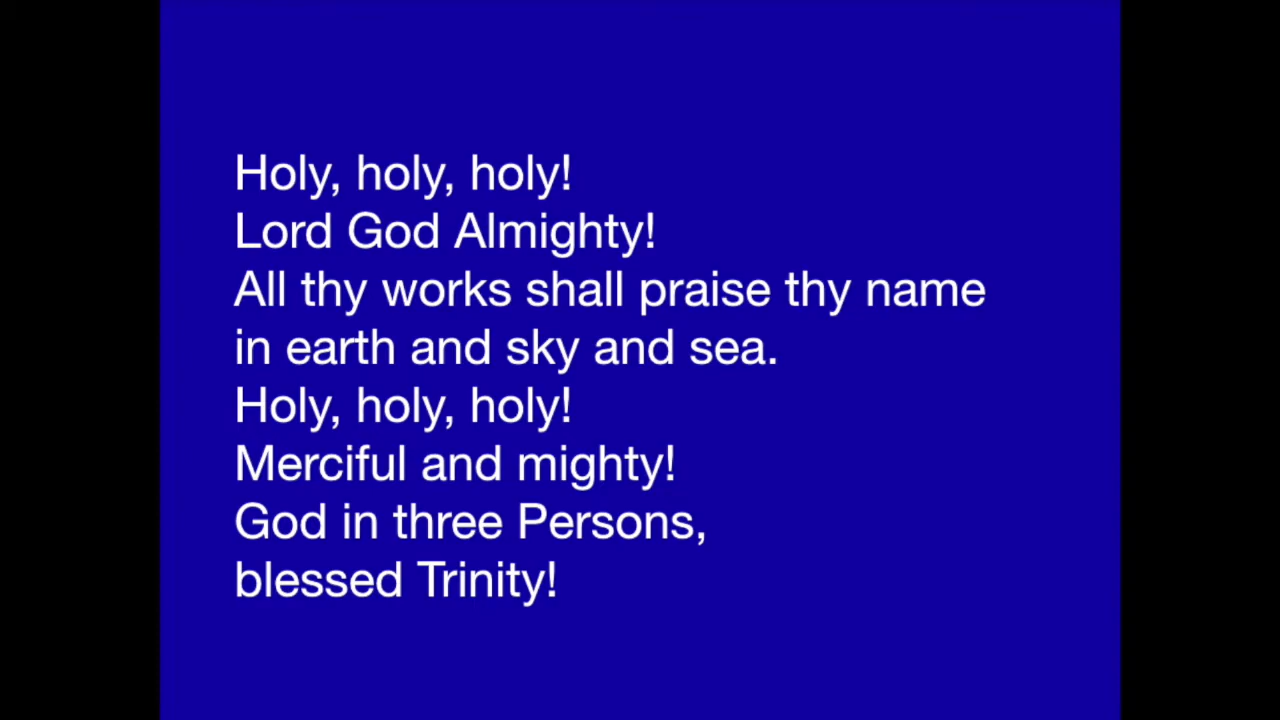 Holy, holy, holy!
Lord God Almighty!
All thy works shall praise thy name
in earth and sky and sea.
Holy, holy, holy!
Merciful and mighty!
God in three Persons,
blessed Trinity!